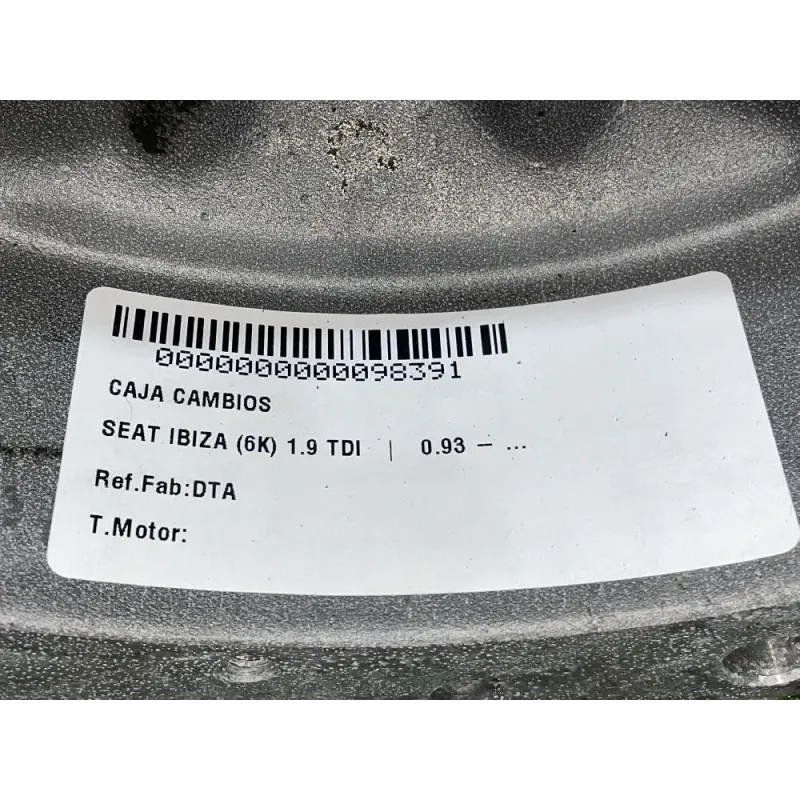 0000000000098391
CAJA CAMBIOS
SEAT IBIZA (6K) 1.9 TDI | 0.93 – ...
Ref.Fab:DTA
T.Motor: